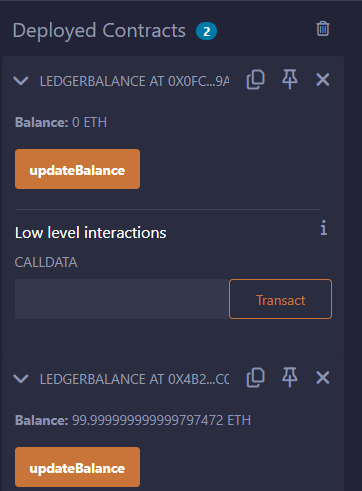 Deployed Contracts 2
LEDGERBALANCE AT 0X0FC...9A
Balance: 0 ETH
updateBalance
Low level interactions
CALLDATA
Transact
LEDGERBALANCE AT 0X4B2...C0
Balance: 99.999999999999797472 ETH
updateBalance